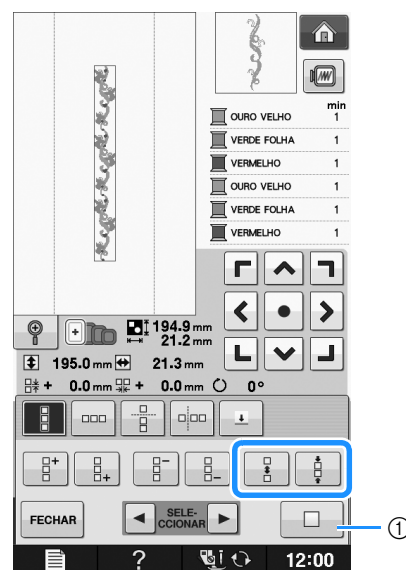 min
OURO VELHO 1
VERDE FOLHA 1
VERMELHO 1
OURO VELHO 1
VERDE FOLHA 1
VERMELHO 1
194.9 mm
21.2 mm
195.0 mm 21.3 mm
+ 0.0 mm + 0.0 mm 0°
FECHAR
SELE-
CCIONAR
1
? 12:00